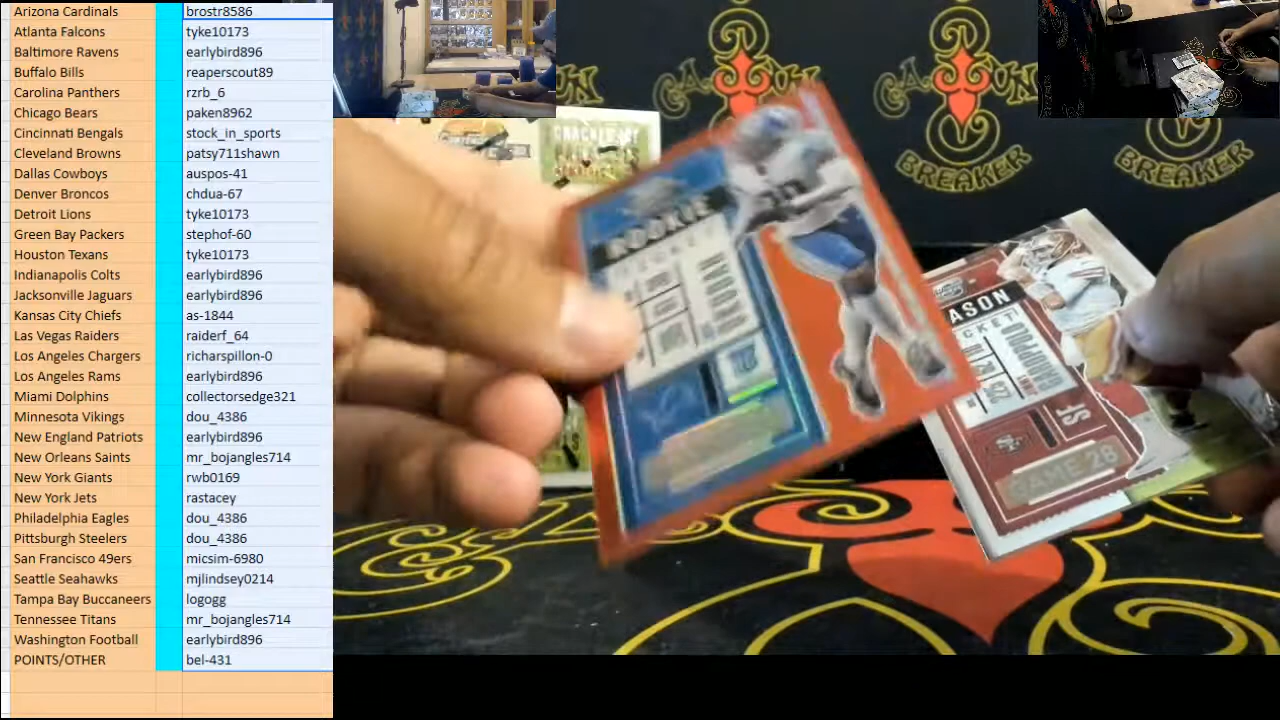 Arizona Cardinals brostr8586
Atlanta Falcons tyke10173
Baltimore Ravens earlybird896
Buffalo Bills reaperscout89
Carolina Panthers rzrb_6
Chicago Bears paken8962
Cincinnati Bengals stock_in_sports
Cleveland Browns patsy711shawn
Dallas Cowboys auspos-41
Denver Broncos chdua-67
Detroit Lions tyke10173
Green Bay Packers stephof-60
Houston Texans tyke10173
Indianapolis Colts earlybird896
Jacksonville Jaguars earlybird896
Kansas City Chiefs as-1844
Las Vegas Raiders raiderf_64
Los Angeles Chargers richarspillon-0
Los Angeles Rams earlybird896
Miami Dolphins collectorsedge321
Minnesota Vikings dou_4386
New England Patriots earlybird896
New Orleans Saints mr_bojangles714
New York Giants rwb0169
New York Jets rastacey
Philadelphia Eagles dou_4386
Pittsburgh Steelers dou_4386
San Francisco 49ers micsim-6980
Seattle Seahawks mjlindsey0214
Tampa Bay Buccaneers logogg
Tennessee Titans mr_bojangles714
Washington Football earlybird896
POINTS/OTHER bel-431
BREAKER
BREAKER
BREAKER
ROOKIE
ASON
GAROPPOLO
SF
GAME 26